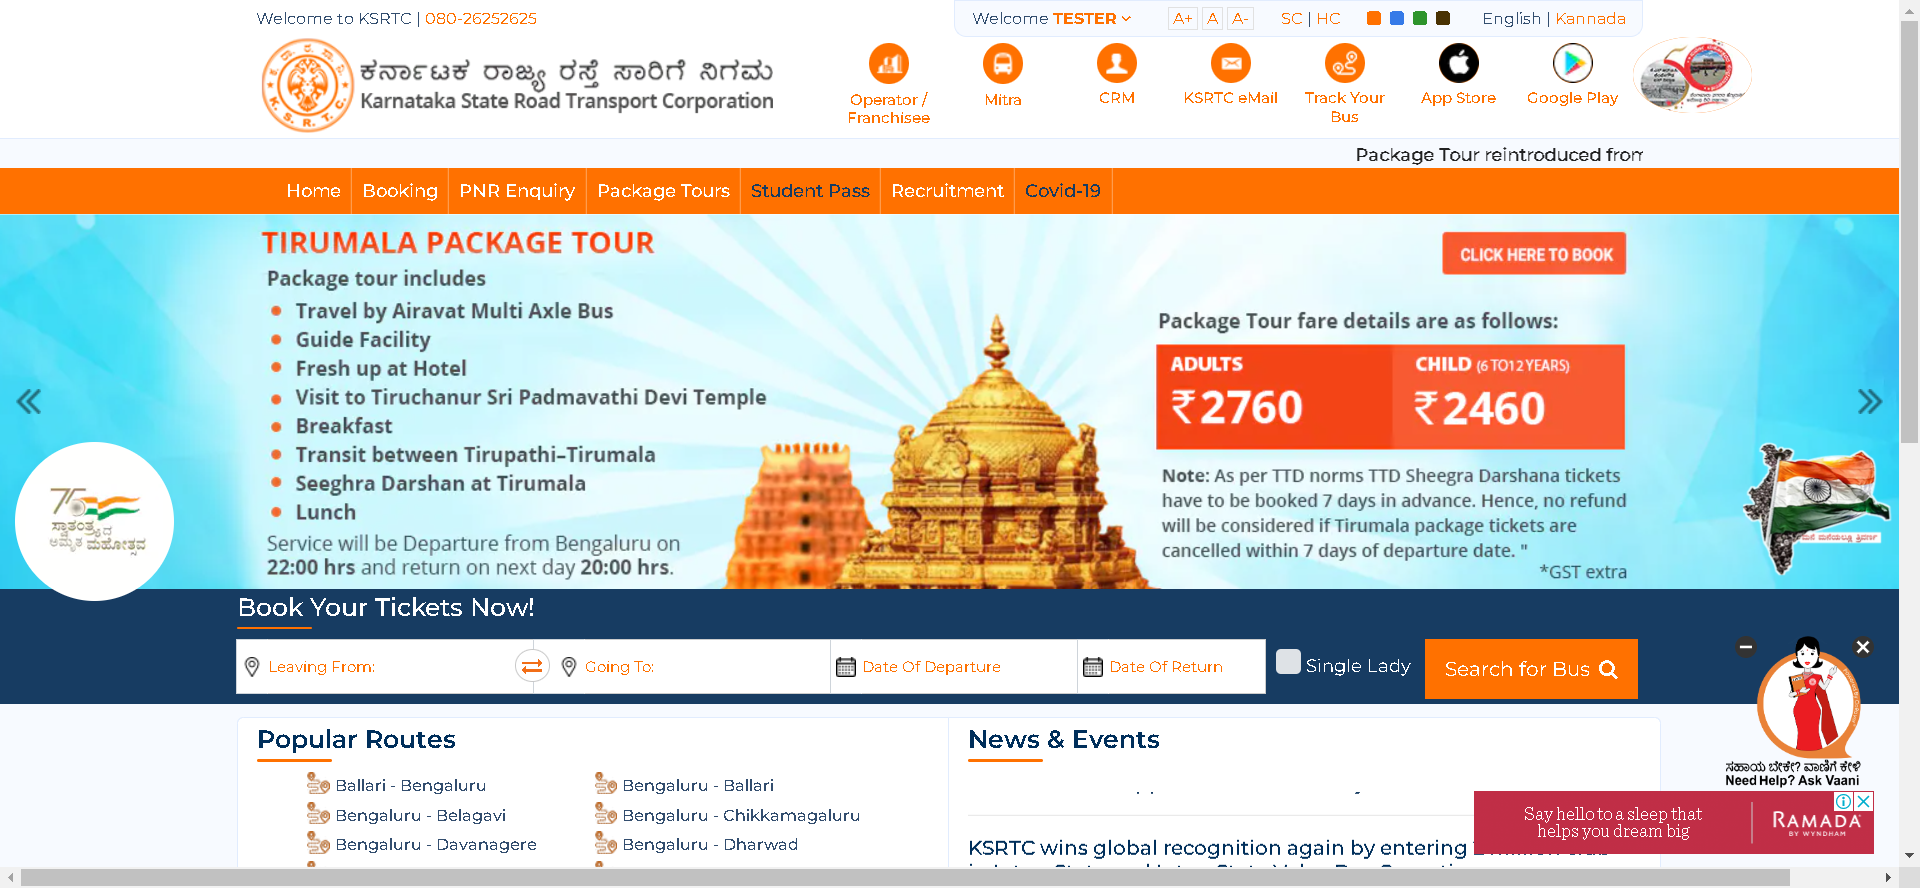 Welcome to KSRTC | 080-26252625
Welcome TESTER
A+ A A-
SC | HC
English | Kannada
ಕರ್ನಾಟಕ ರಾಜ್ಯ ರಸ್ತೆ ಸಾರಿಗೆ ನಿಗಮ
Karnataka State Road Transport Corporation
K.S.R.T.C.
Operator /
Franchisee
Mitra
CRM
KSRTC eMail
Track Your
Bus
App Store
Google Play
Package Tour reintroduced from
Home
Booking
PNR Enquiry
Package Tours
Student Pass
Recruitment
Covid-19
TIRUMALA PACKAGE TOUR
Package tour includes
Travel by Airavat Multi Axle Bus
Guide Facility
Fresh up at Hotel
Visit to Tiruchanur Sri Padmavathi Devi Temple
Breakfast
Transit between Tirupathi–Tirumala
Seeghra Darshan at Tirumala
Lunch
Service will be Departure from Bengaluru on
22:00 hrs and return on next day 20:00 hrs.
CLICK HERE TO BOOK
Package Tour fare details are as follows:
ADULTS
₹2760
CHILD (6 TO12 YEARS)
₹2460
Note: As per TTD norms TTD Sheegra Darshana tickets
have to be booked 7 days in advance. Hence, no refund
will be considered if Tirumala package tickets are
cancelled within 7 days of departure date. "
*GST extra
75
ಸ್ವಾತಂತ್ರ್ಯದ
ಅಮೃತ ಮಹೋತ್ಸವ
Book Your Tickets Now!
Leaving From:
Going To:
Date Of Departure
Date Of Return
Single Lady
Search for Bus
Popular Routes
Ballari - Bengaluru
Bengaluru - Ballari
Bengaluru - Belagavi
Bengaluru - Chikkamagaluru
Bengaluru - Davanagere
Bengaluru - Dharwad
News & Events
KSRTC wins global recognition again by entering
ಸಹಾಯ ಬೇಕೇ? ವಾಣಿಗೆ ಕೇಳಿ
Need Help? Ask Vaani
Say hello to a sleep that
helps you dream big
RAMADA
BY WYNDHAM